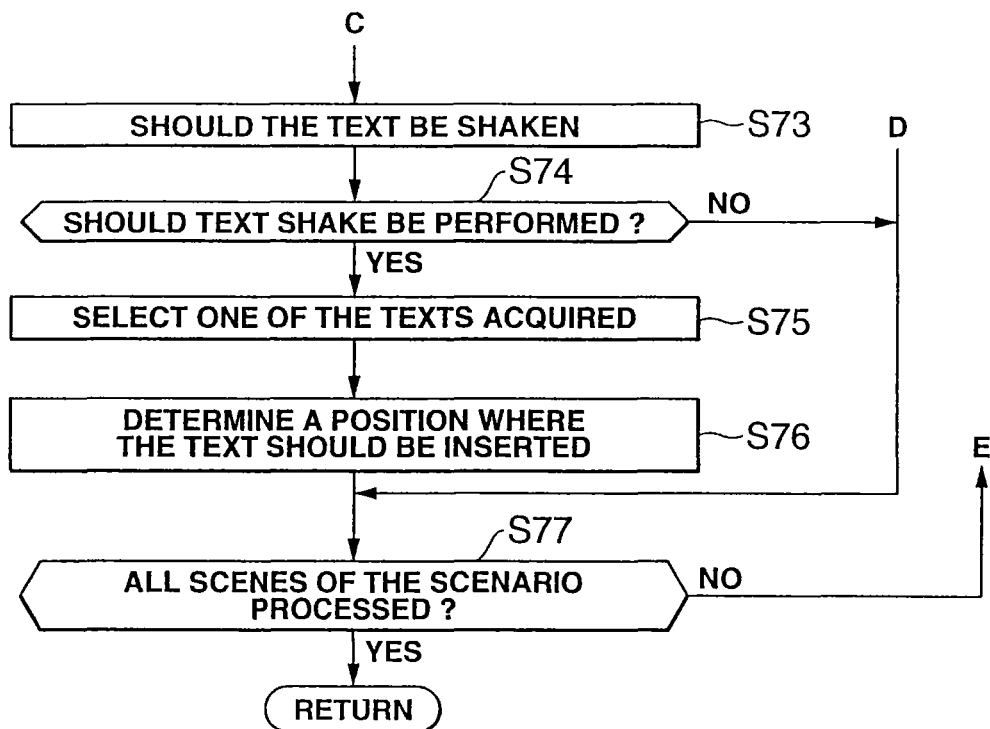 C
SHOULD THE TEXT BE SHAKEN
S73
D
S74
SHOULD TEXT SHAKE BE PERFORMED ?
NO
YES
SELECT ONE OF THE TEXTS ACQUIRED
S75
DETERMINE A POSITION WHERE
THE TEXT SHOULD BE INSERTED
S76
E
S77
ALL SCENES OF THE SCENARIO
PROCESSED ?
NO
YES
RETURN